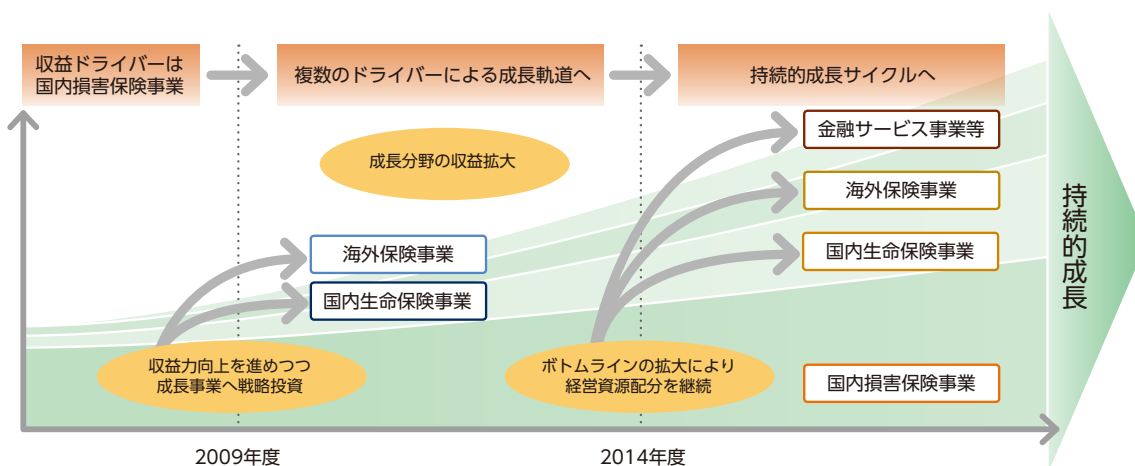 収益ドライバーは
国内損害保険事業
複数のドライバーによる成長軌道へ
持続的成長サイクルへ
成長分野の収益拡大
金融サービス事業等
海外保険事業
国内生命保険事業
海外保険事業
国内生命保険事業
収益力向上を進めつつ
成長事業へ戦略投資
ボトムラインの拡大により
経営資源配分を継続
国内損害保険事業
持続的成長
2009年度
2014年度